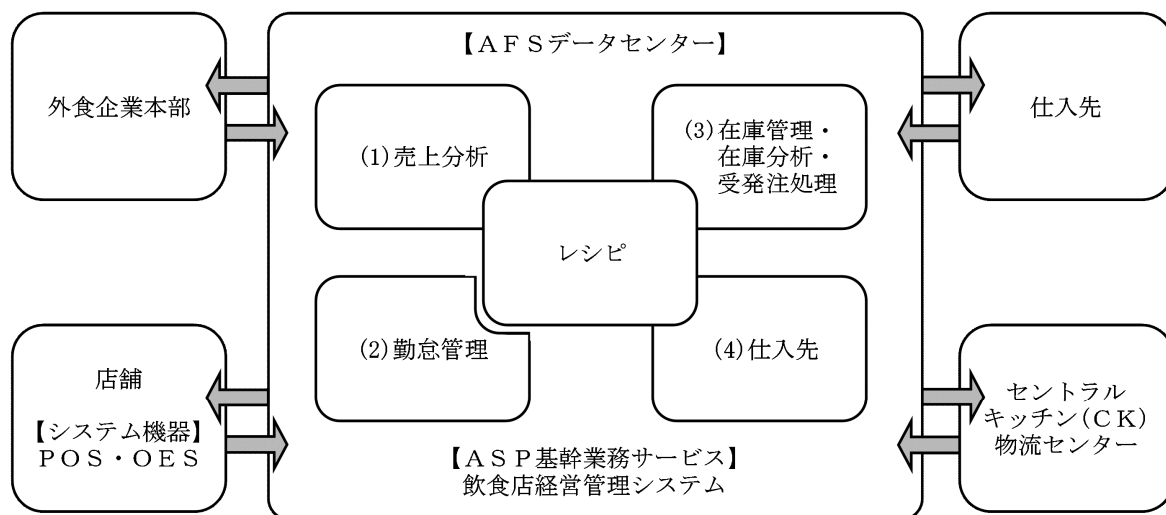 【ＡＦＳデータセンター】
外食企業本部
(1)売上分析
(3)在庫管理・
在庫分析・
受発注処理
仕入先
レシピ
(2)勤怠管理
(4)仕入先
店舗
【システム機器】
ＰＯＳ・ＯＥＳ
【ＡＳＰ基幹業務サービス】
飲食店経営管理システム
セントラル
キッチン(ＣＫ)
物流センター